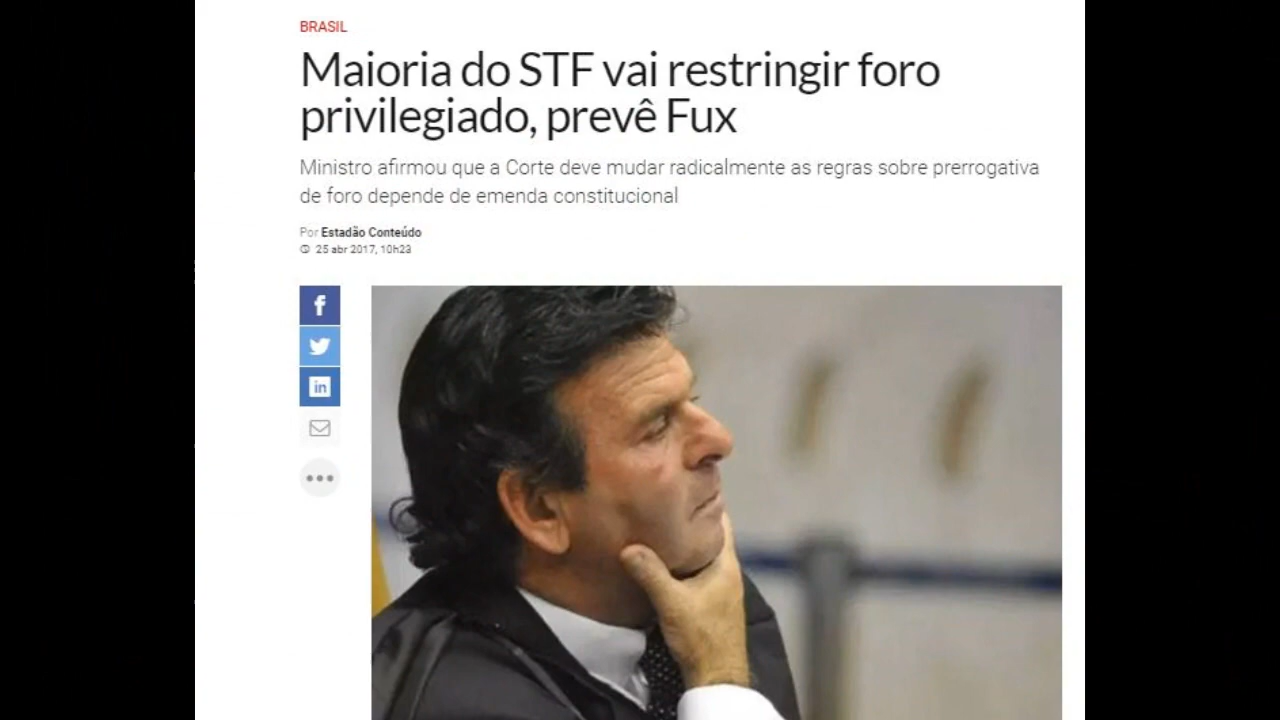 BRASIL
Maioria do STF vai restringir foro
privilegiado, prevê Fux
Ministro afirmou que a Corte deve mudar radicalmente as regras sobre prerrogativa
de foro depende de emenda constitucional
Por Estadão Conteúdo
25 abr 2017, 10h23
f
in